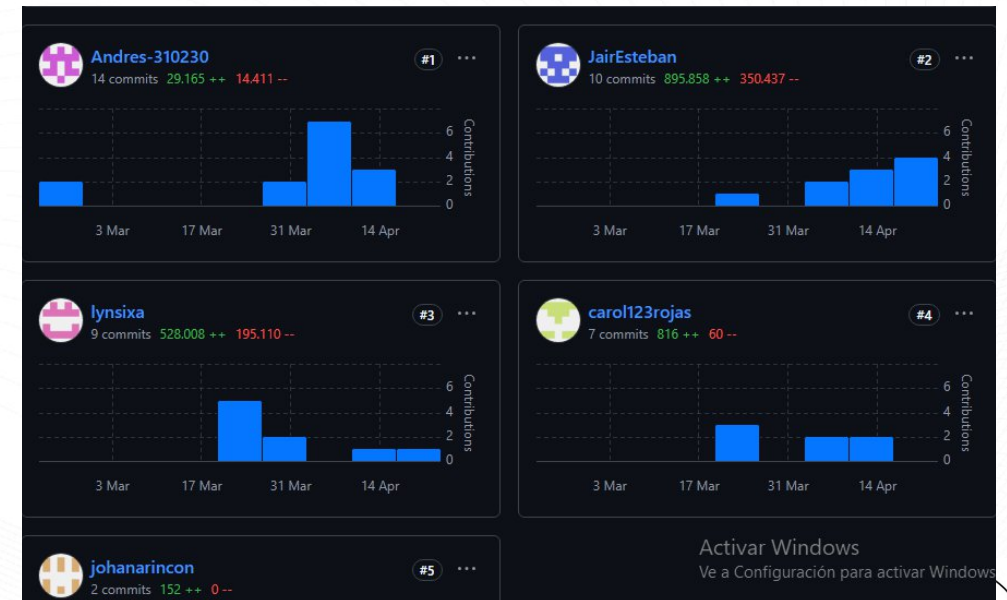 Andres-310230
#1
14 commits 29.165 ++ 14.411 --
6
4
2
0
Contributions
3 Mar 17 Mar 31 Mar 14 Apr
JairEsteban
#2
10 commits 895.858 ++ 350.437 --
6
4
2
0
Contributions
3 Mar 17 Mar 31 Mar 14 Apr
lynsixa
#3
9 commits 528.008 ++ 195.110 --
6
4
2
0
Contributions
3 Mar 17 Mar 31 Mar 14 Apr
carol123rojas
#4
7 commits 816 ++ 60 --
6
4
2
0
Contributions
3 Mar 17 Mar 31 Mar 14 Apr
johanarincon
#5
2 commits 152 ++ 0 --
Activar Windows
Ve a Configuración para activar Windows